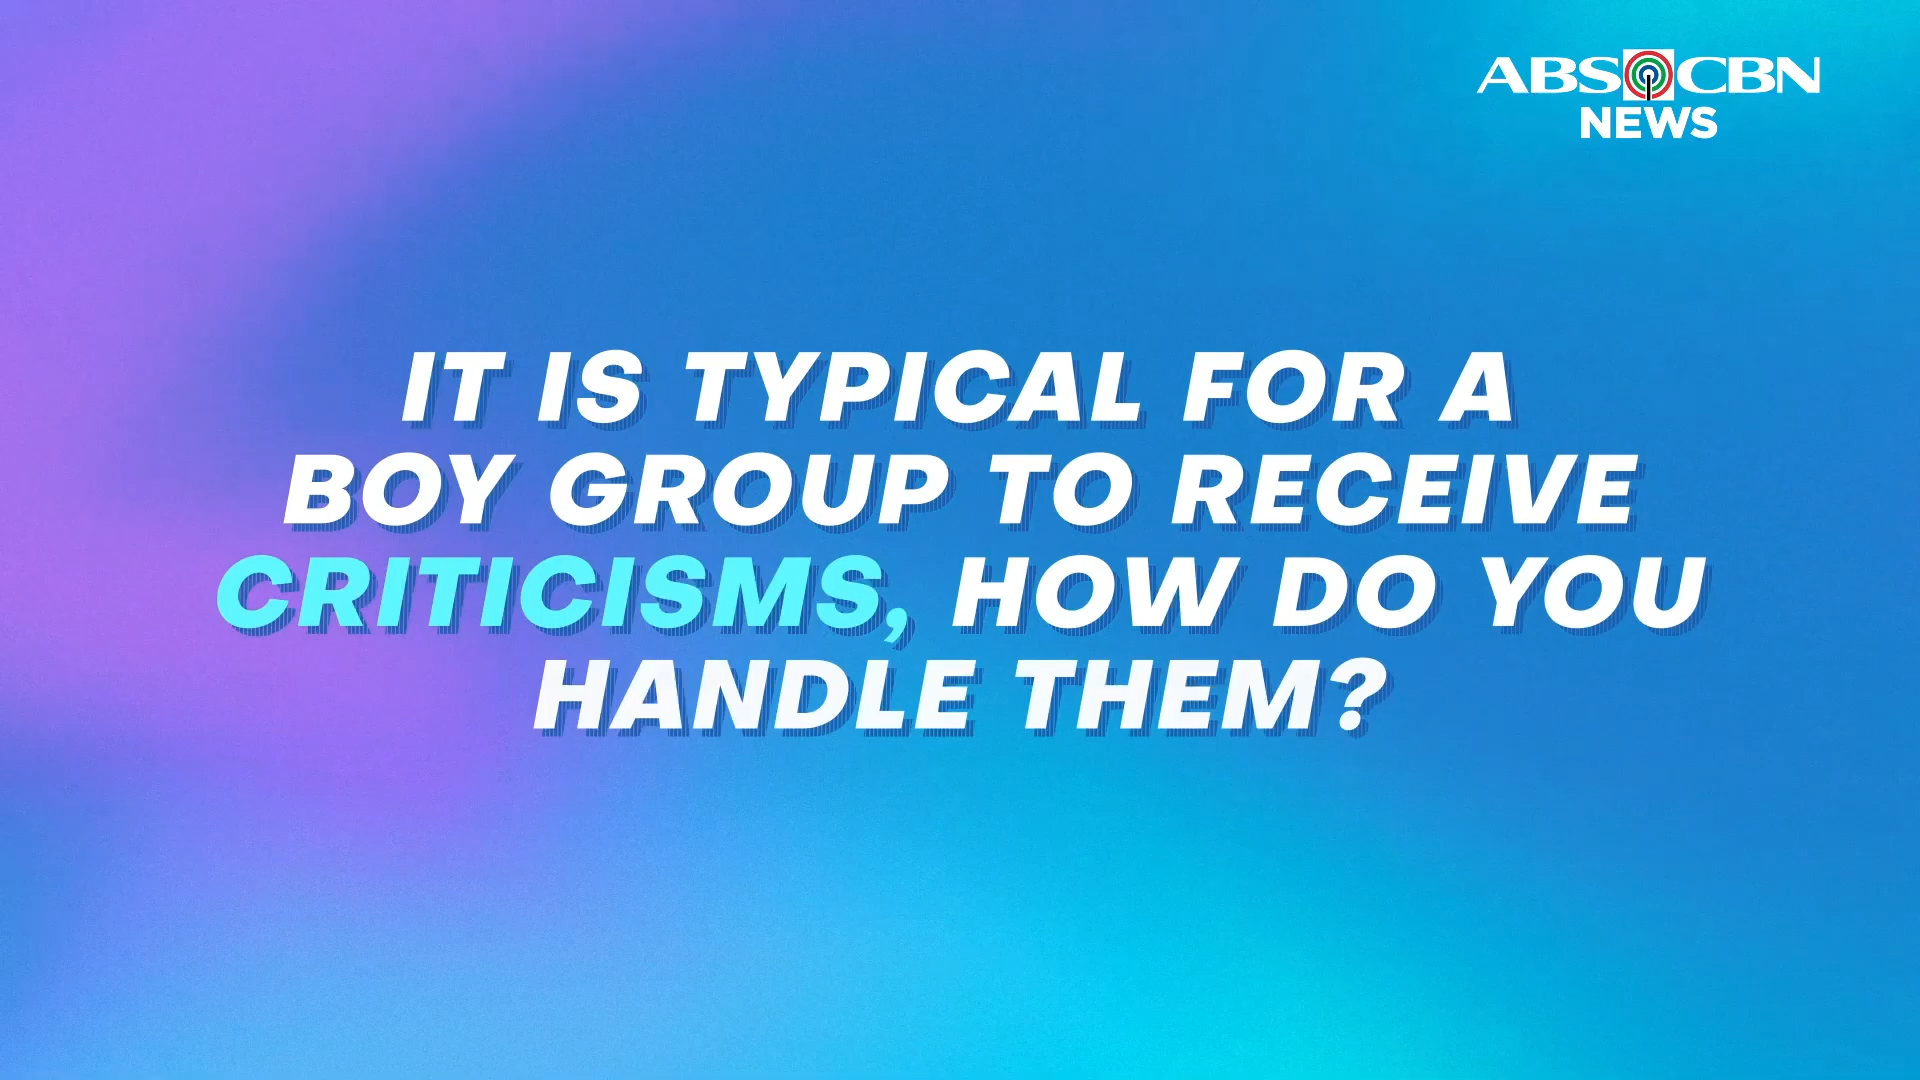 ABS CBN
NEWS
IT IS TYPICAL FOR A
BOY GROUP TO RECEIVE
CRITICISMS, HOW DO YOU
HANDLE THEM?